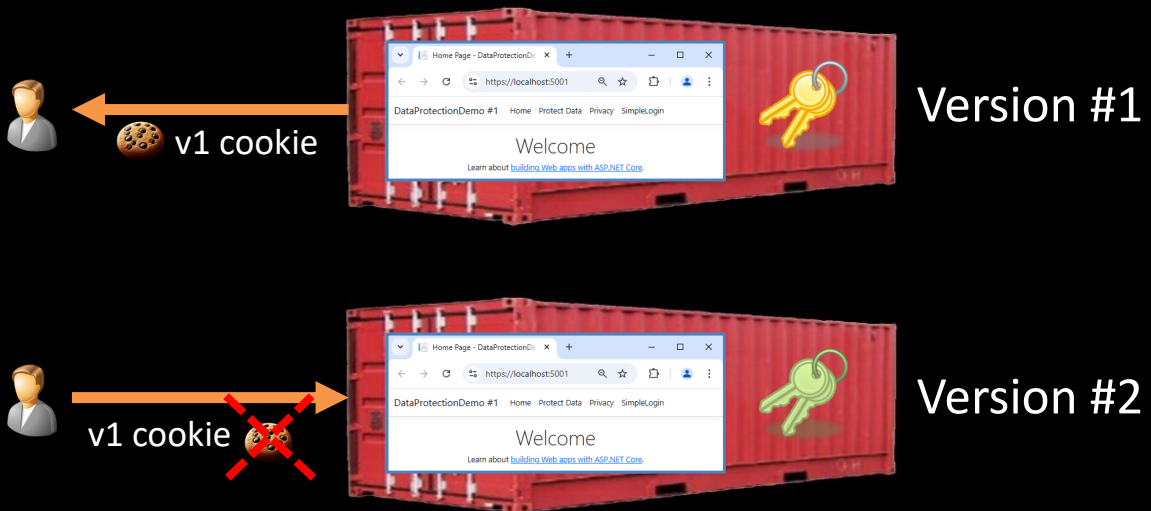 Home Page - DataProtectionDe
https://localhost:5001
DataProtectionDemo #1 Home Protect Data Privacy SimpleLogin
Welcome
Learn about building Web apps with ASP.NET Core.
v1 cookie
Version #1
Home Page - DataProtectionDe
https://localhost:5001
DataProtectionDemo #1 Home Protect Data Privacy SimpleLogin
Welcome
Learn about building Web apps with ASP.NET Core.
v1 cookie
Version #2